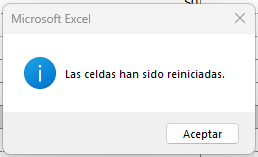 Microsoft Excel
Las celdas han sido reiniciadas.
Aceptar